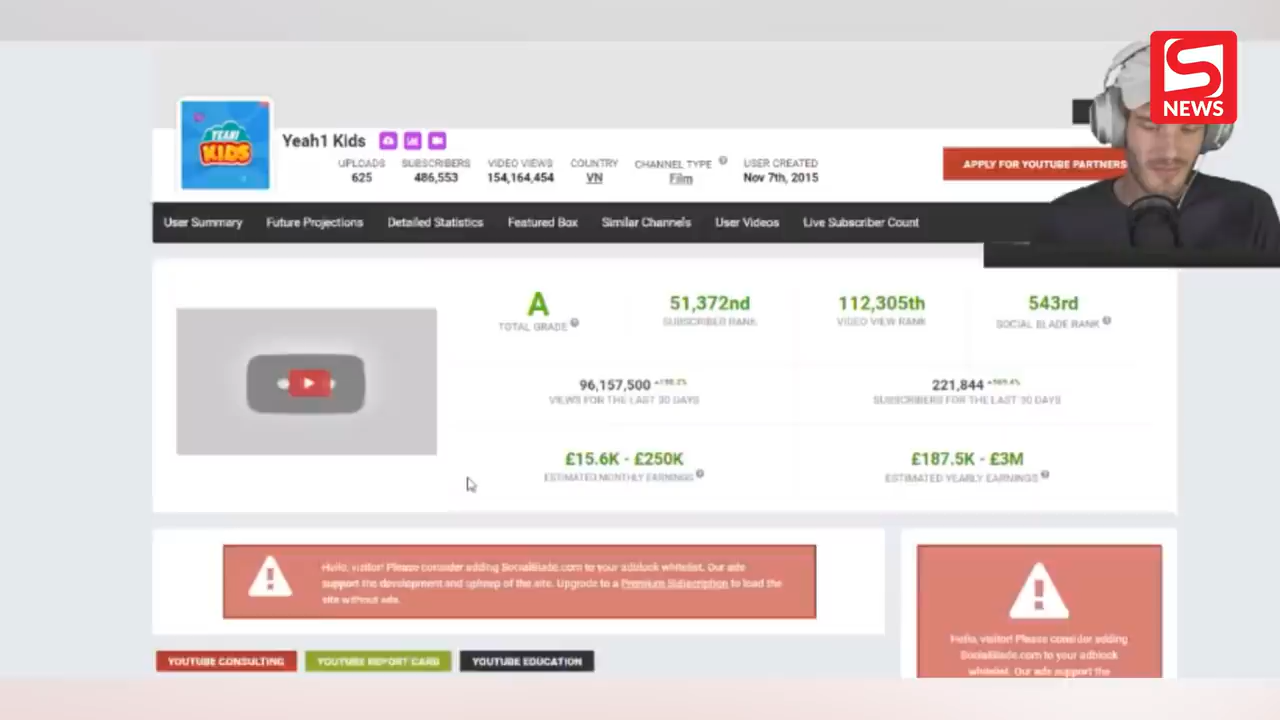 S
NEWS
YEAH1
KIDS
Yeah1 Kids
UPLOADS SUBSCRIBERS VIDEO VIEWS COUNTRY CHANNEL TYPE USER CREATED
625 486,553 154,164,454 VN Film Nov 7th, 2015
APPLY FOR YOUTUBE PARTNERS
User Summary Future Projections Detailed Statistics Featured Box Similar Channels User Videos Live Subscriber Count
A 51,372nd 112,305th 543rd
TOTAL GRADE SUBSCRIBER RANK VIDEO VIEW RANK SOCIAL BLADE RANK
96,157,500 221,844
VIEWS FOR THE LAST 30 DAYS SUBSCRIBERS FOR THE LAST 30 DAYS
£15.6K - £250K £187.5K - £3M
ESTIMATED MONTHLY EARNINGS ESTIMATED YEARLY EARNINGS
Hello, visitor! Please consider adding SocialBlade.com to your adblock whitelist. Our ads
support the development and upkeep of the site. Upgrade to a Premium Subscription to load the
site without ads.
Hello, visitor! Please consider adding
SocialBlade.com to your adblock
whitelist. Our ads support the
YOUTUBE CONSULTING YOUTUBE REPORT CARD YOUTUBE EDUCATION